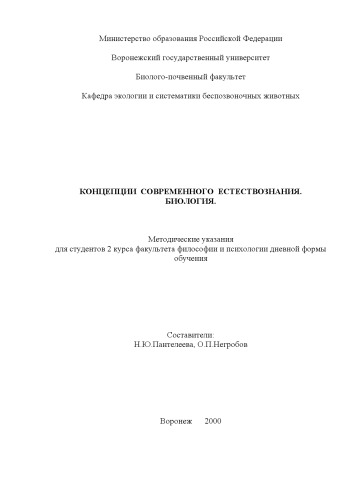 Министерство образования Российской Федерации
Воронежский государственный университет
Биолого-почвенный факультет
Кафедра экологии и систематики беспозвоночных животных
КОНЦЕПЦИИ СОВРЕМЕННОГО ЕСТЕСТВОЗНАНИЯ.
БИОЛОГИЯ.
Методические указания
для студентов 2 курса факультета философии и психологии дневной формы
обучения
Составители:
Н.Ю.Пантелеева, О.П.Негробов
Воронеж 2000